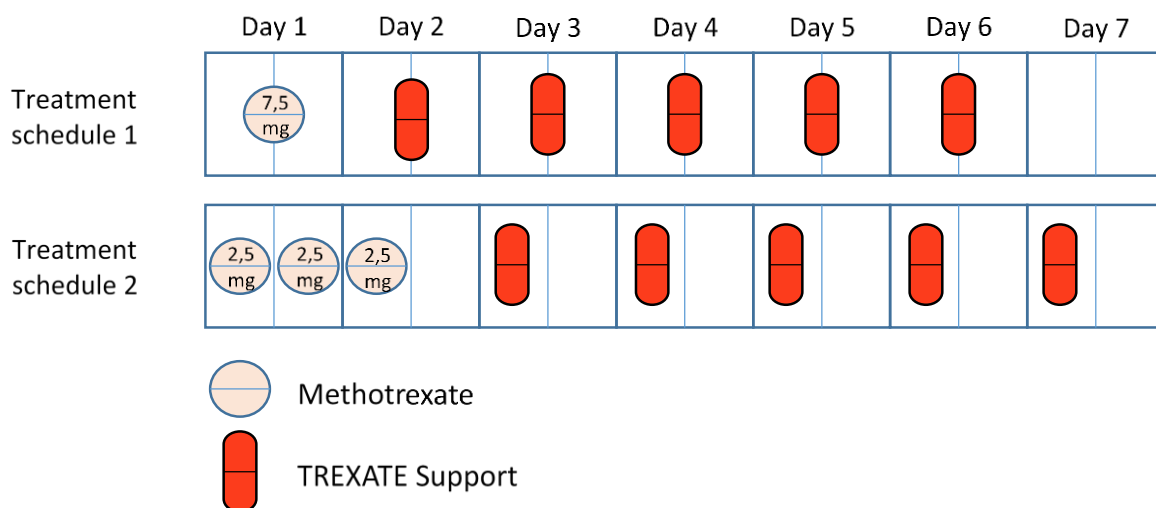 Day 1 Day 2 Day 3 Day 4 Day 5 Day 6 Day 7
Treatment
schedule 1
7,5
mg
Treatment
schedule 2
2,5 2,5 2,5
mg mg mg
Methotrexate
TREXATE Support